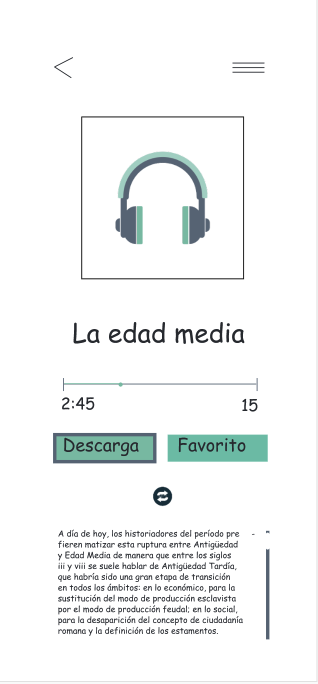 La edad media
2:45
15
Descarga
Favorito
A día de hoy, los historiadores del período pre
fieren matizar esta ruptura entre Antigüedad
y Edad Media de manera que entre los siglos
iii y viii se suele hablar de Antigüedad Tardía,
que habría sido una gran etapa de transición
en todos los ámbitos: en lo económico, para la
sustitución del modo de producción esclavista
por el modo de producción feudal; en lo social,
para la desaparición del concepto de ciudadanía
romana y la definición de los estamentos.